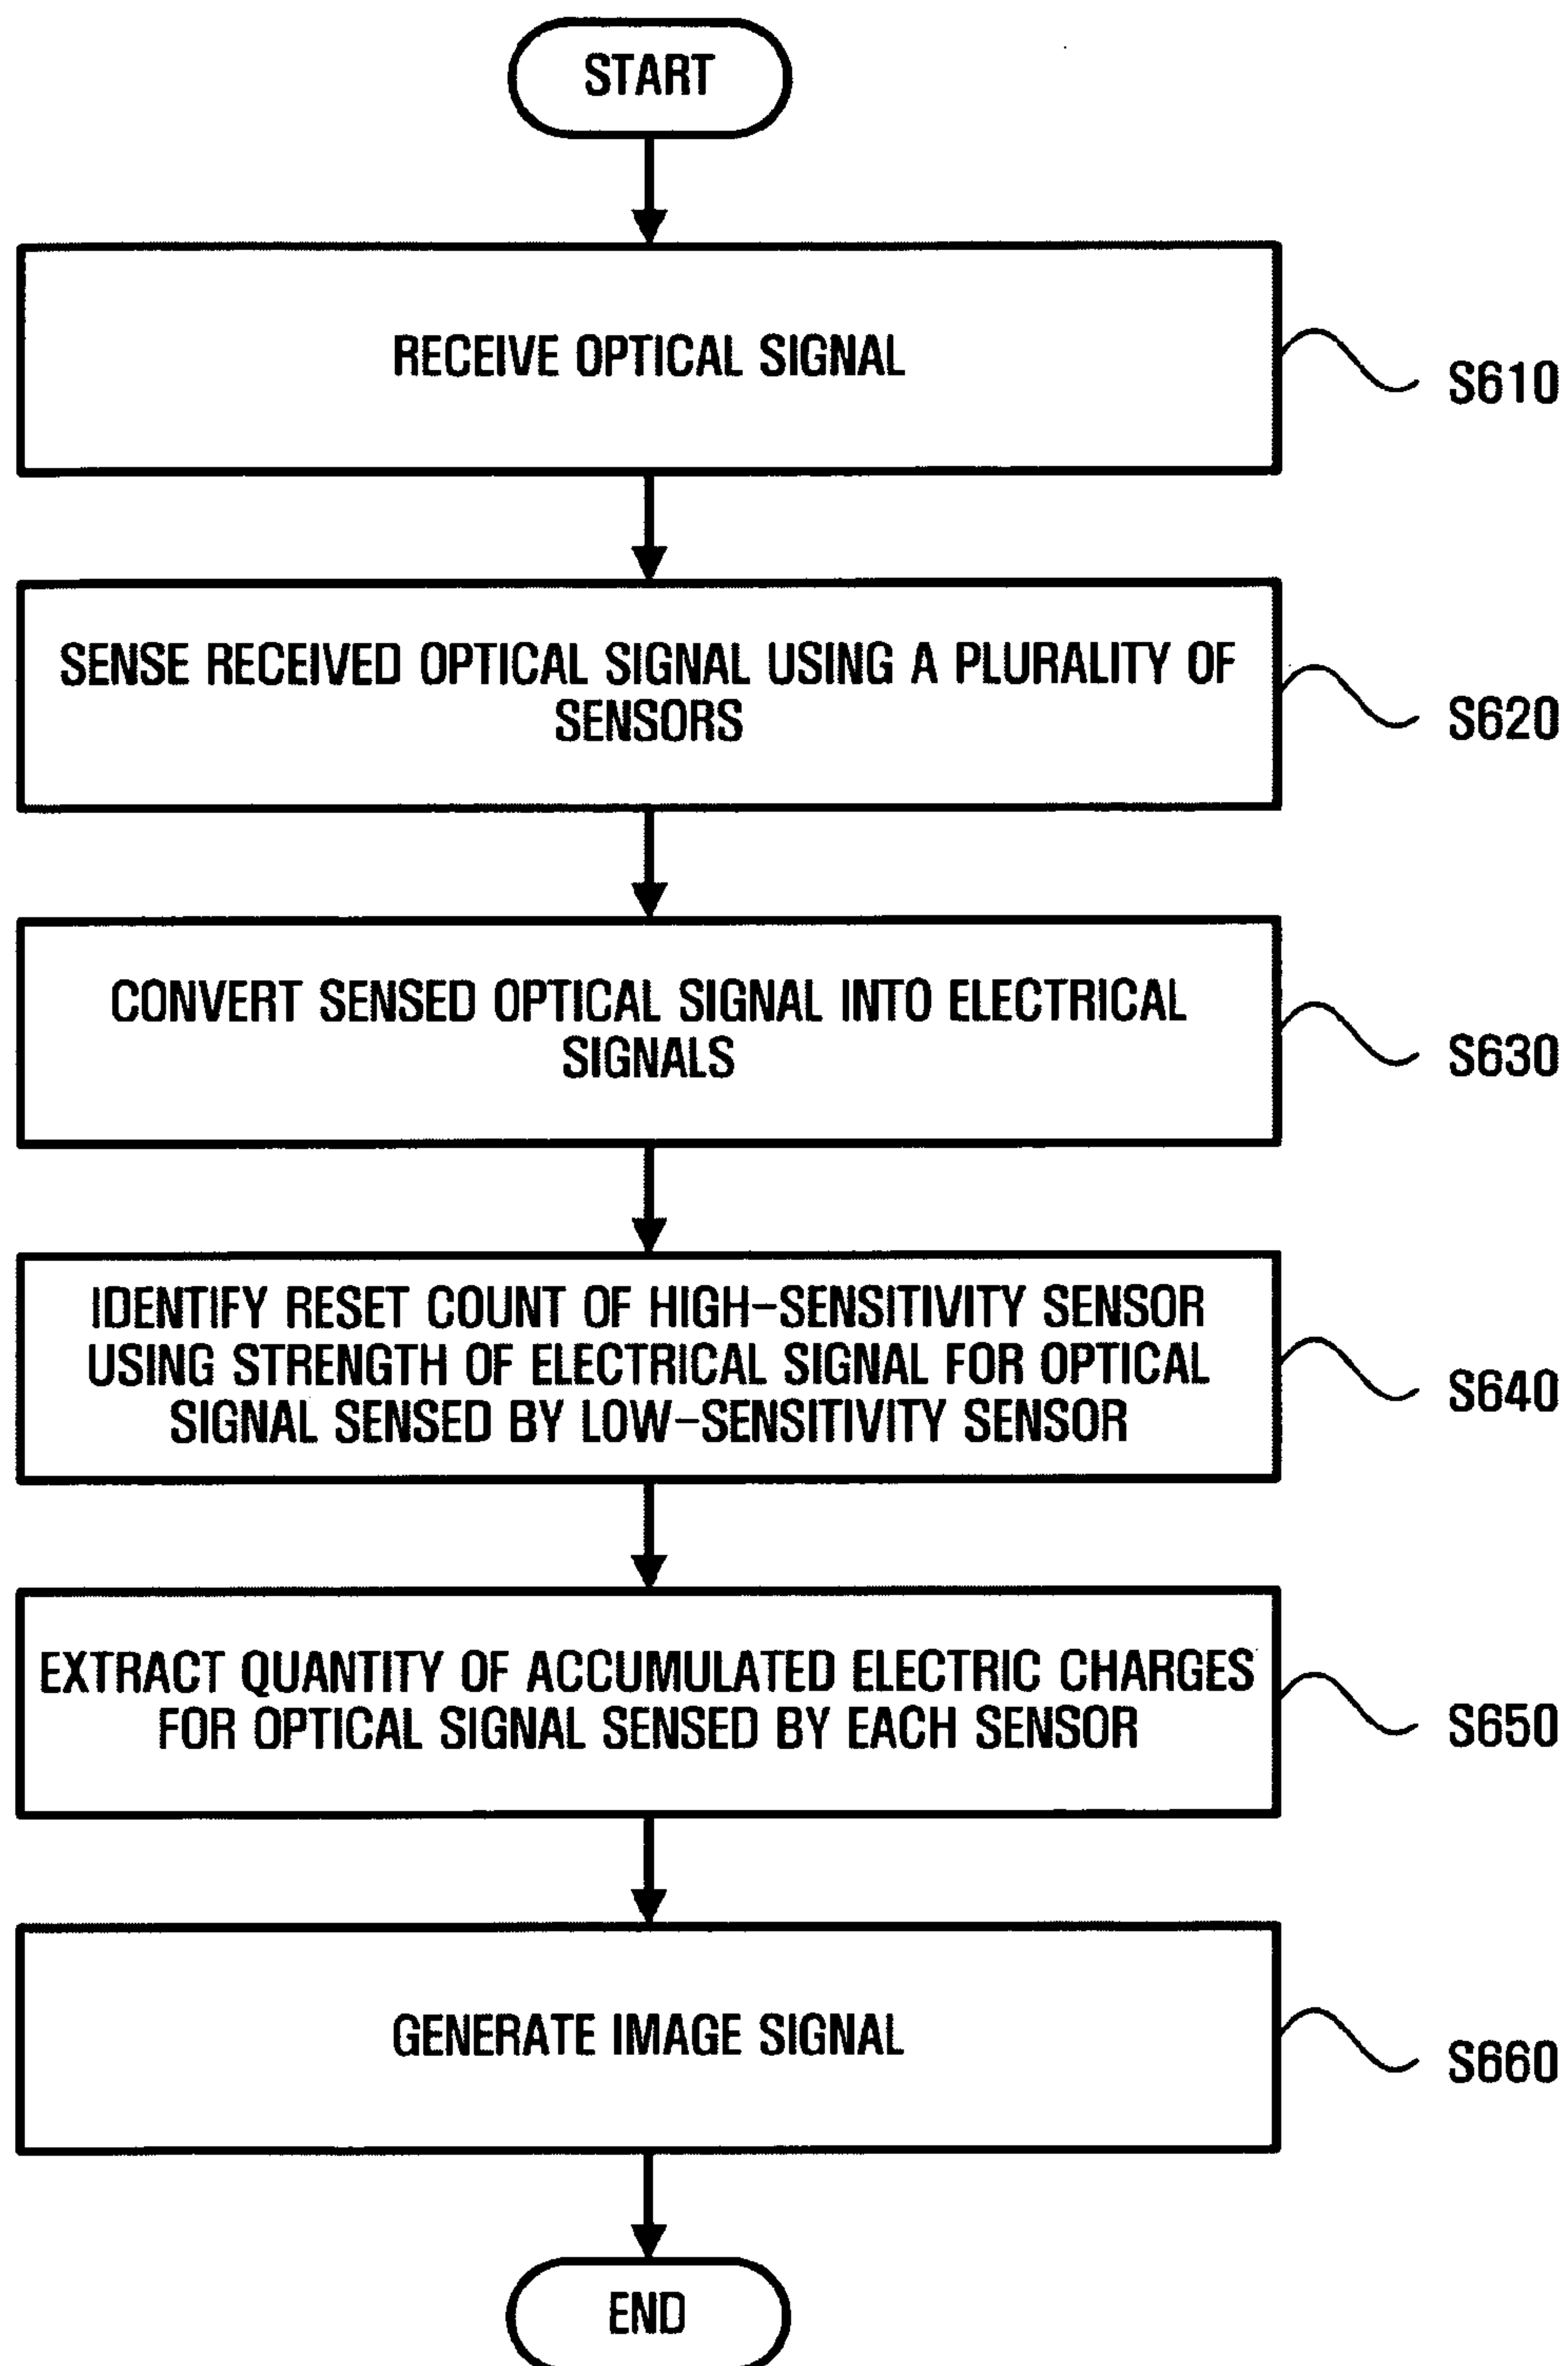 START
RECEIVE OPTICAL SIGNAL
S610
SENSE RECEIVED OPTICAL SIGNAL USING A PLURALITY OF
SENSORS
S620
CONVERT SENSED OPTICAL SIGNAL INTO ELECTRICAL
SIGNALS
S630
IDENTIFY RESET COUNT OF HIGH-SENSITIVITY SENSOR
USING STRENGTH OF ELECTRICAL SIGNAL FOR OPTICAL
SIGNAL SENSED BY LOW-SENSITIVITY SENSOR
S640
EXTRACT QUANTITY OF ACCUMULATED ELECTRIC CHARGES
FOR OPTICAL SIGNAL SENSED BY EACH SENSOR
S650
GENERATE IMAGE SIGNAL
S660
END